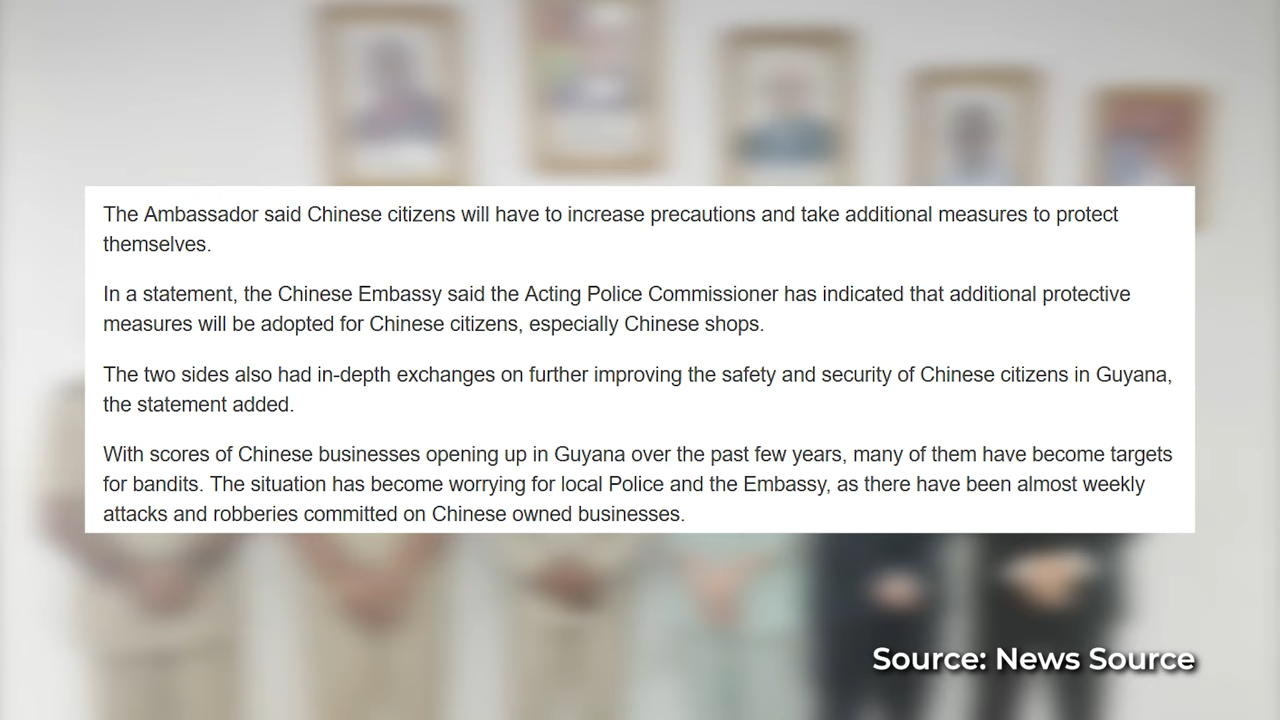 The Ambassador said Chinese citizens will have to increase precautions and take additional measures to protect
themselves.
In a statement, the Chinese Embassy said the Acting Police Commissioner has indicated that additional protective
measures will be adopted for Chinese citizens, especially Chinese shops.
The two sides also had in-depth exchanges on further improving the safety and security of Chinese citizens in Guyana,
the statement added.
With scores of Chinese businesses opening up in Guyana over the past few years, many of them have become targets
for bandits. The situation has become worrying for local Police and the Embassy, as there have been almost weekly
attacks and robberies committed on Chinese owned businesses.
Source: News Source